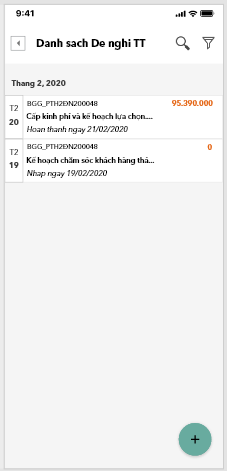 9:41
Danh sach De nghi TT
Thang 2, 2020
T2
20
BGG_PTH2ĐN200048
95.390.000
Cấp kinh phí và kế hoạch lựa chọn....
Hoan thanh ngay 21/02/2020
T2
19
BGG_PTH2ĐN200048
0
Kế hoạch chăm sóc khách hàng thá...
Nhap ngay 19/02/2020
+